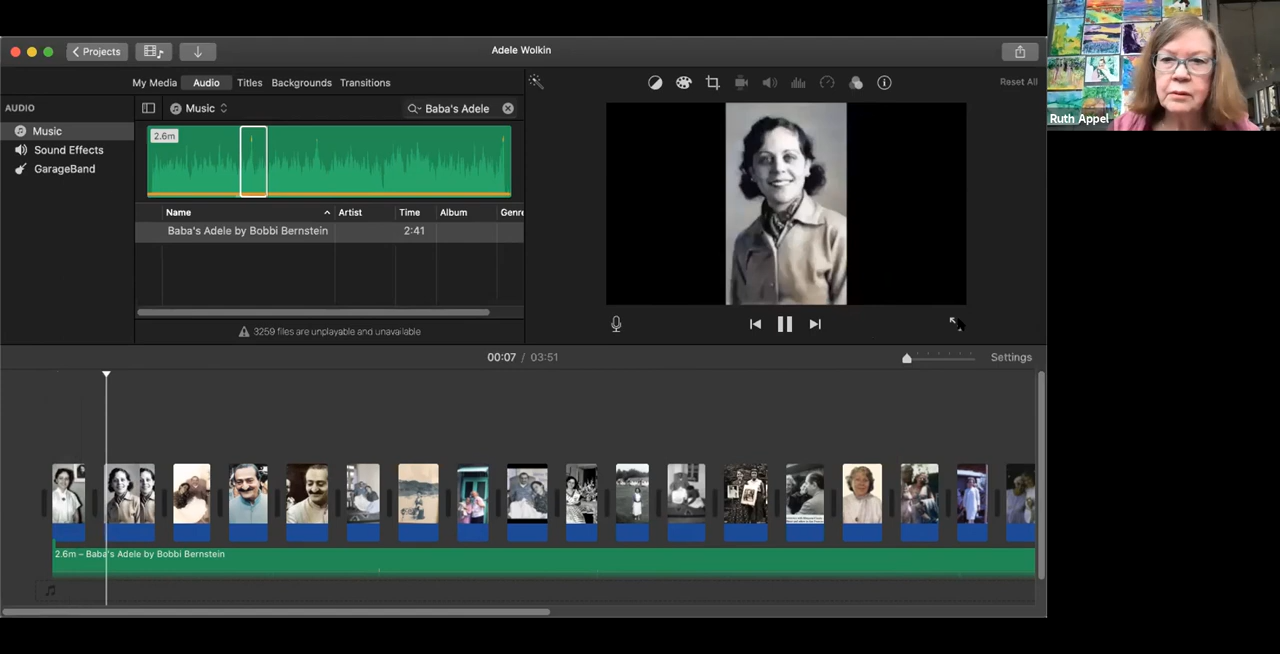 Projects
Adele Wolkin
My Media
Audio
Titles
Backgrounds
Transitions
Reset All
AUDIO
Music
Baba's Adele
Ruth Appel
Music
Sound Effects
GarageBand
2.6m
Name
Artist
Time
Album
Genre
Baba's Adele by Bobbi Bernstein
2:41
3259 files are unplayable and unavailable
00:07 / 03:51
Settings
2.6m – Baba's Adele by Bobbi Bernstein